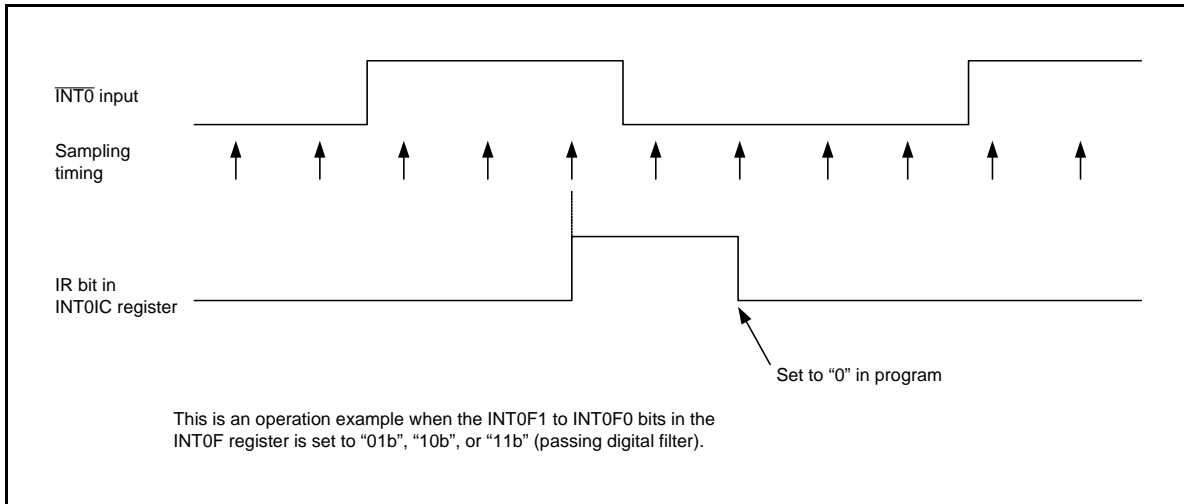 INT0 input
Sampling
timing
IR bit in
INT0IC register
Set to “0” in program
This is an operation example when the INT0F1 to INT0F0 bits in the
INT0F register is set to “01b”, “10b”, or “11b” (passing digital filter).